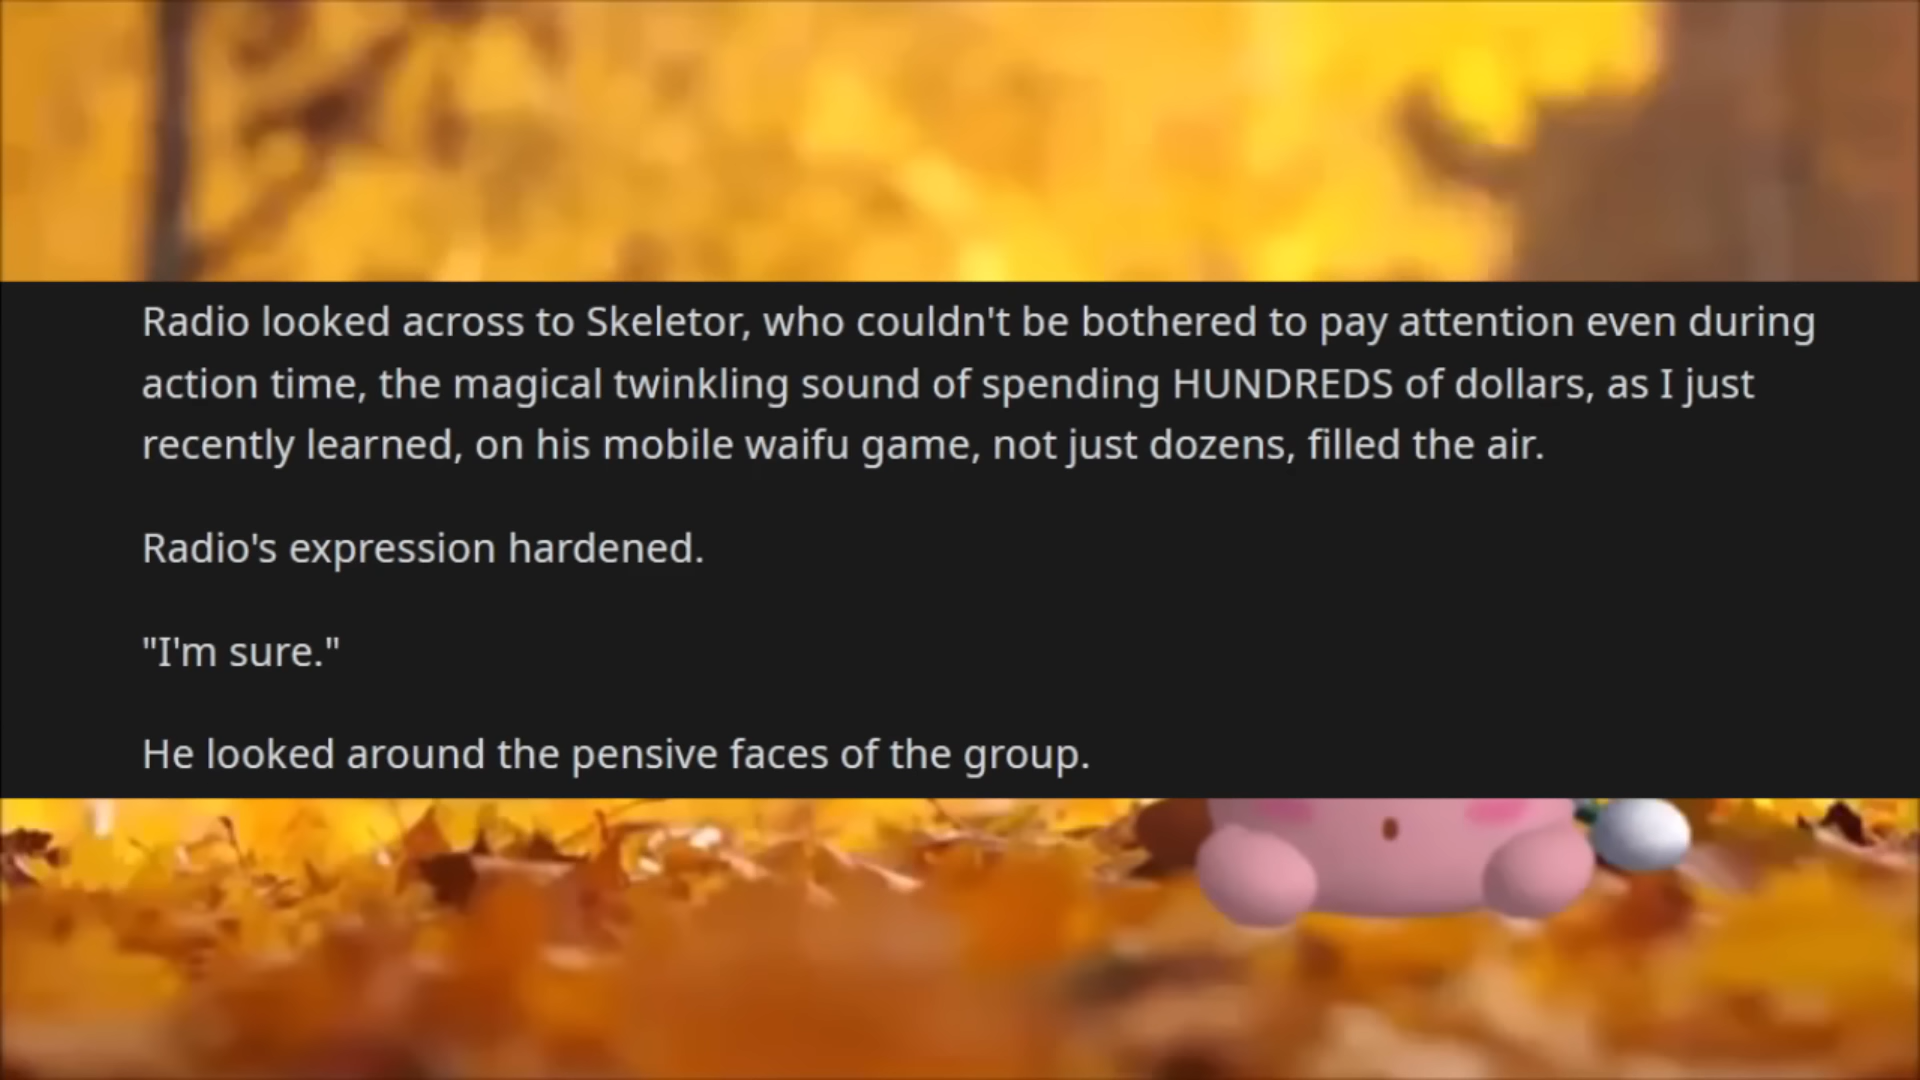 Radio looked across to Skeletor, who couldn't be bothered to pay attention even during
action time, the magical twinkling sound of spending HUNDREDS of dollars, as I just
recently learned, on his mobile waifu game, not just dozens, filled the air.
Radio's expression hardened.
"I'm sure."
He looked around the pensive faces of the group.